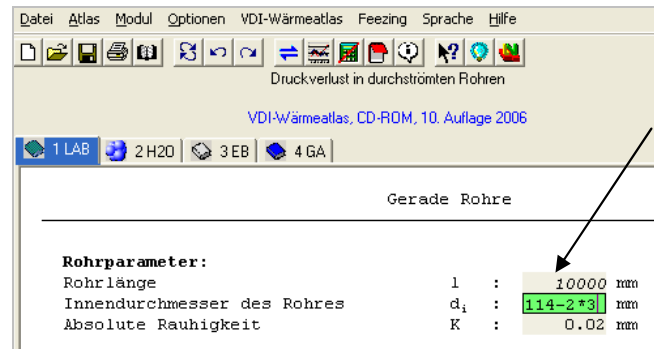 Datei Atlas Modul Optionen VDI-Wärmeatlas Feezing Sprache Hilfe
Druckverlust in durchströmten Rohren
VDI-Wärmeatlas, CD-ROM, 10. Auflage 2006
1 LAB 2 H2O 3 EB 4 GA
Gerade Rohre
Rohrparameter:
Rohrlänge l : 10000 mm
Innendurchmesser des Rohres di : 114-2*3 mm
Absolute Rauhigkeit K : 0.02 mm